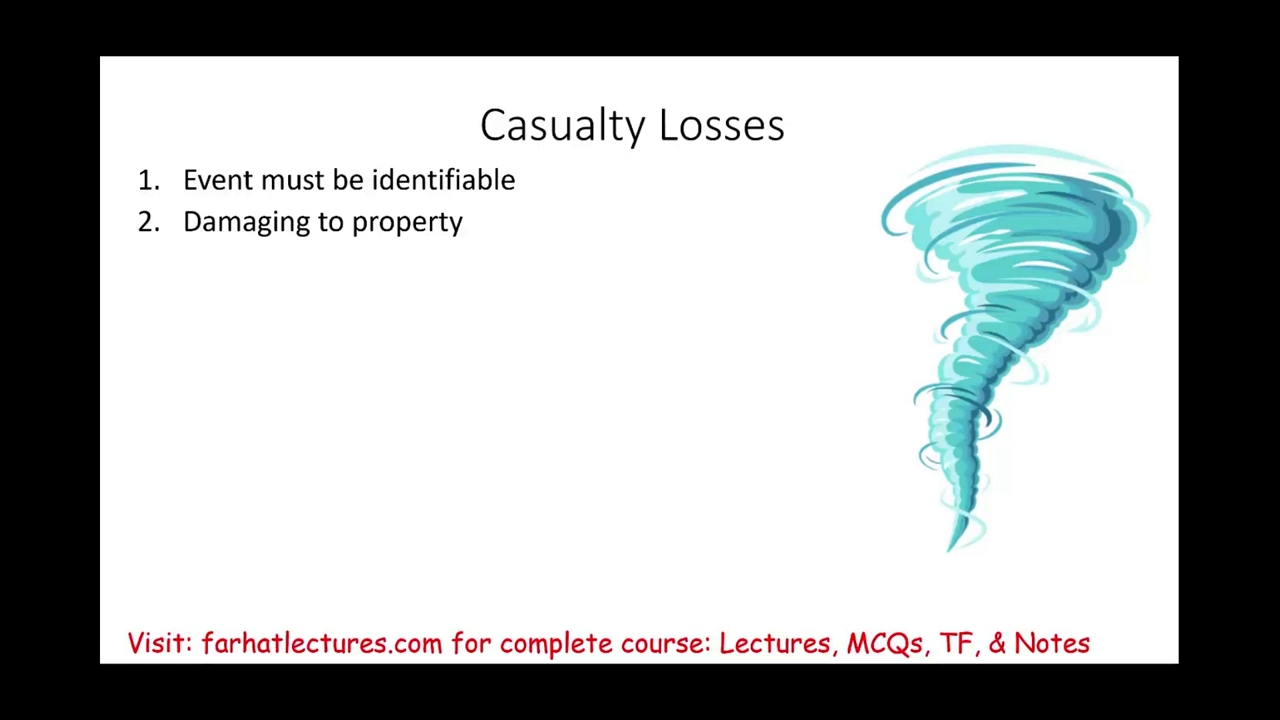 Casualty Losses
1. Event must be identifiable
2. Damaging to property
Visit: farhatlectures.com for complete course: Lectures, MCQs, TF, & Notes